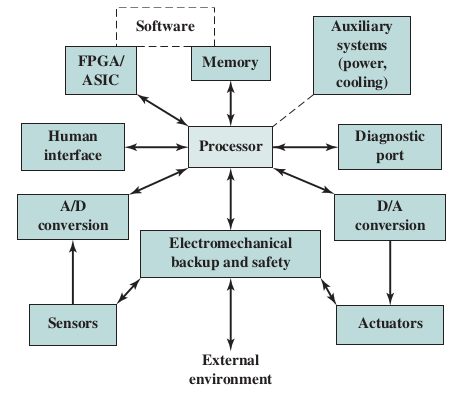 Software
Auxiliary
systems
(power,
cooling)
FPGA/
ASIC
Memory
Human
interface
Processor
Diagnostic
port
A/D
conversion
D/A
conversion
Electromechanical
backup and safety
Sensors
Actuators
External
environment